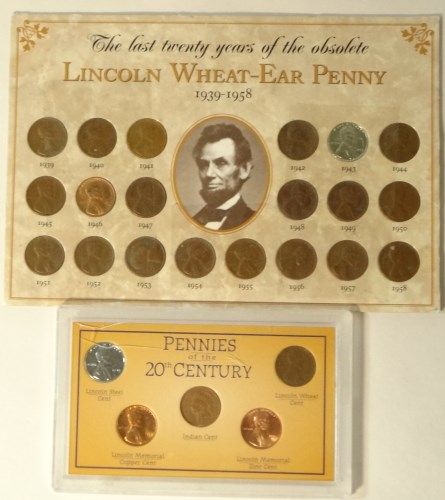 The last twenty years of the obsolete
LINCOLN WHEAT-EAR PENNY
1939-1958
1939 1940 1941 1942 1943 1944
1945 1946 1947 1948 1949 1950
1951 1952 1953 1954 1955 1956 1957 1958
PENNIES
of the
20th CENTURY
Lincoln Steel
Cent
Lincoln Wheat
Cent
Indian Cent
Lincoln Memorial
Copper Cent
Lincoln Memorial
Zinc Cent